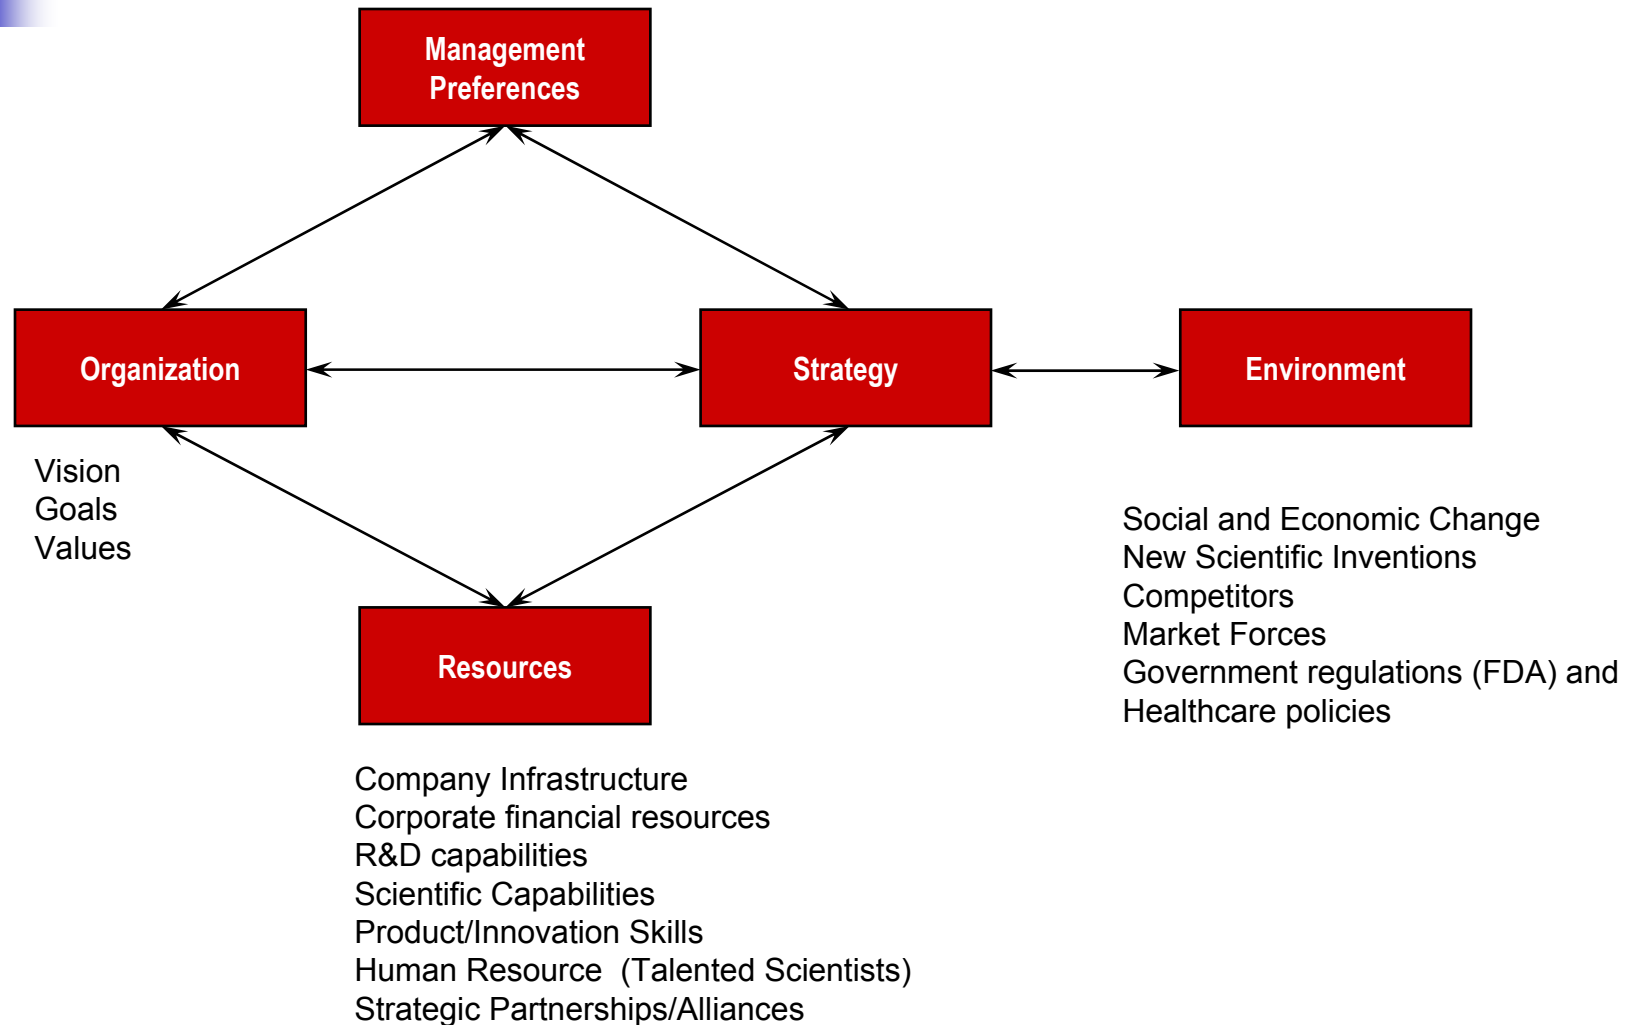 Management
Preferences
Organization
Strategy
Environment
Vision
Goals
Values
Social and Economic Change
New Scientific Inventions
Competitors
Market Forces
Government regulations (FDA) and
Healthcare policies
Resources
Company Infrastructure
Corporate financial resources
R&D capabilities
Scientific Capabilities
Product/Innovation Skills
Human Resource  (Talented Scientists)
Strategic Partnerships/Alliances